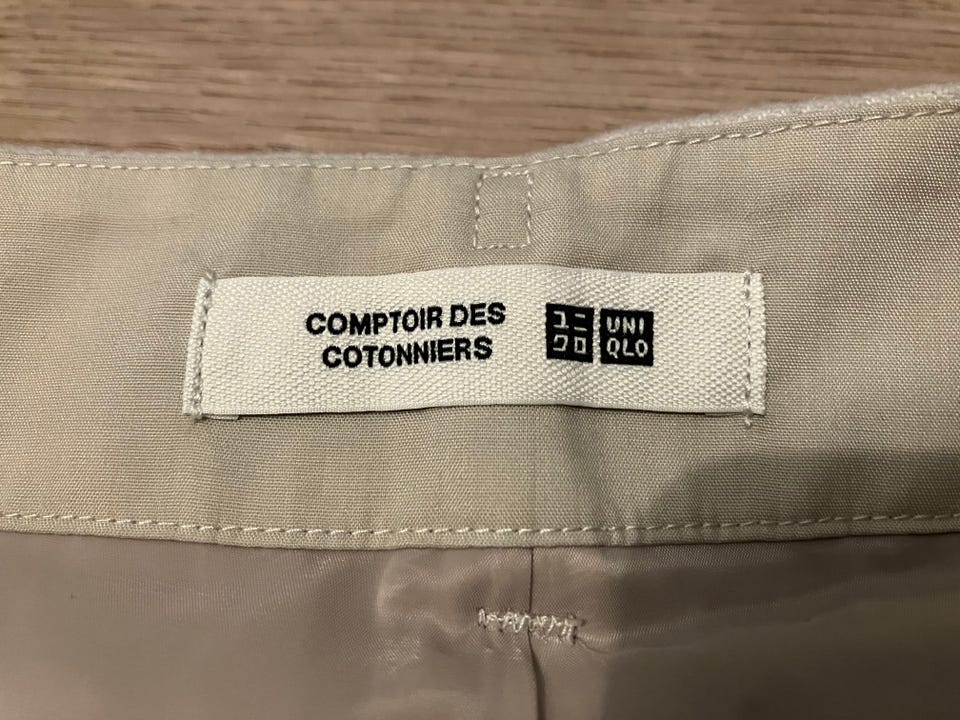 COMPTOIR DES
COTONNIERS
ユニ
クロ
UNI
QLO